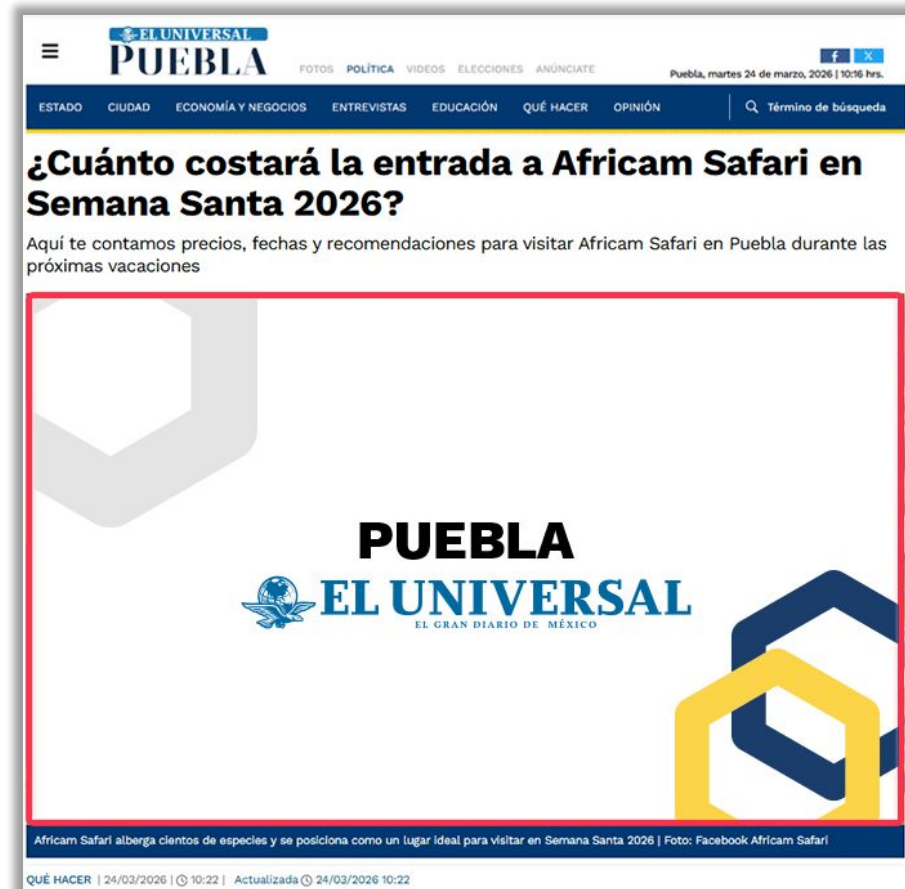 EL UNIVERSAL
PUEBLA
FOTOS POLÍTICA VIDEOS ELECCIONES ANÚNCIATE
f X
Puebla, martes 24 de marzo, 2026 | 10:16 hrs.
ESTADO CIUDAD ECONOMÍA Y NEGOCIOS ENTREVISTAS EDUCACIÓN QUÉ HACER OPINIÓN Término de búsqueda
¿Cuánto costará la entrada a Africam Safari en
Semana Santa 2026?
Aquí te contamos precios, fechas y recomendaciones para visitar Africam Safari en Puebla durante las
próximas vacaciones
PUEBLA
EL UNIVERSAL
EL GRAN DIARIO DE MÉXICO
Africam Safari alberga cientos de especies y se posiciona como un lugar ideal para visitar en Semana Santa 2026 | Foto: Facebook Africam Safari
QUÉ HACER | 24/03/2026 | 10:22 | Actualizada 24/03/2026 10:22